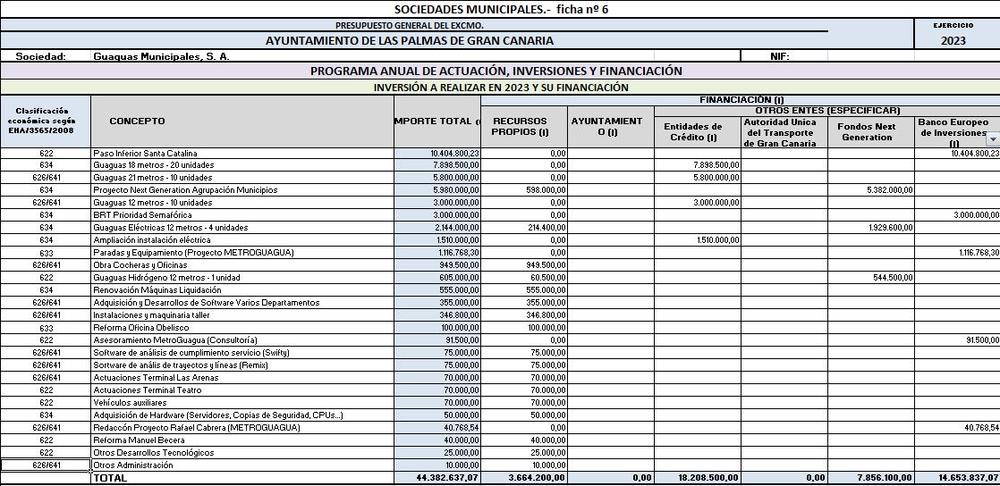 SOCIEDADES MUNICIPALES.- ficha nº 6
PRESUPUESTO GENERAL DEL EXCMO.
EJERCICIO
AYUNTAMIENTO DE LAS PALMAS DE GRAN CANARIA
2023
Sociedad: Guaguas Municipales, S. A. NIF:
PROGRAMA ANUAL DE ACTUACIÓN, INVERSIONES Y FINANCIACIÓN
INVERSIÓN A REALIZAR EN 2023 Y SU FINANCIACIÓN
Clasificación económica según EHA/3565/2008 CONCEPTO MPORTE TOTAL ( FINANCIACIÓN (I)
RECURSOS PROPIOS (I) AYUNTAMIENTO (I) OTROS ENTES (ESPECIFICAR)
Entidades de Crédito (I) Autoridad Unica del Transporte de Gran Canaria Fondos Next Generation Banco Europeo de Inversiones (I)
622 Paso Inferior Santa Catalina 10.404.800,23 0,00 10.404.800,23
634 Guaguas 18 metros - 20 unidades 7.898.500,00 0,00 7.898.500,00
626/641 Guaguas 21 metros - 10 unidades 5.800.000,00 0,00 5.800.000,00
634 Proyecto Next Generation Agrupación Municipios 5.980.000,00 598.000,00 5.382.000,00
626/641 Guaguas 12 metros - 10 unidades 3.000.000,00 0,00 3.000.000,00
634 BRT Prioridad Semafórica 3.000.000,00 0,00 3.000.000,00
634 Guaguas Eléctricas 12 metros - 4 unidades 2.144.000,00 214.400,00 1.929.600,00
634 Ampliación instalación eléctrica 1.510.000,00 0,00 1.510.000,00
633 Paradas y Equipamiento (Proyecto METROGUAGUA) 1.116.768,30 0,00 1.116.768,30
626/641 Obra Cocheras y Oficinas 949.500,00 949.500,00
622 Guaguas Hidrógeno 12 metros - 1 unidad 605.000,00 60.500,00 544.500,00
634 Renovación Máquinas Liquidación 555.000,00 555.000,00
626/641 Adquisición y Desarrollos de Software Varios Departamentos 355.000,00 355.000,00
626/641 Instalaciones y maquinaria taller 346.800,00 346.800,00
633 Reforma Oficina Obelisco 100.000,00 100.000,00
622 Asesoramiento MetroGuagua (Consultoría) 91.500,00 0,00 91.500,00
626/641 Software de análisis de cumplimiento servicio (Swifty) 75.000,00 75.000,00
626/641 Sortware de anális de trayectos y líneas (Remix) 75.000,00 75.000,00
626/641 Actuaciones Terminal Las Arenas 70.000,00 70.000,00
622 Actuaciones Terminal Teatro 70.000,00 70.000,00
622 Vehículos auxiliares 70.000,00 70.000,00
634 Adquisición de Hardware (Servidores, Copias de Seguridad, CPUs...) 50.000,00 50.000,00
626/641 Redaccón Proyecto Rafael Cabrera (METROGUAGUA) 40.768,54 0,00 40.768,54
622 Reforma Manuel Becera 40.000,00 40.000,00
622 Otros Desarrollos Tecnológicos 25.000,00 25.000,00
626/641 Otros Administración 10.000,00 10.000,00
TOTAL 44.382.637,07 3.664.200,00 0,00 18.208.500,00 0,00 7.856.100,00 14.653.837,07